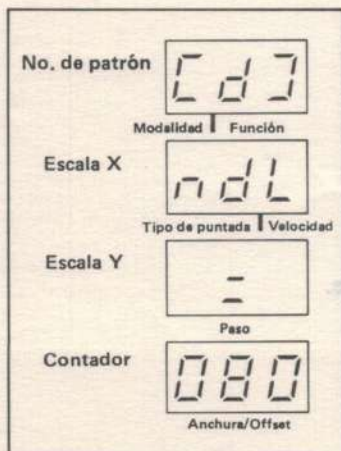 No. de patrón
[d]
Modalidad Función
Escala X
ndL
Tipo de puntada Velocidad
Escala Y
Paso
Contador
080
Anchura/Offset